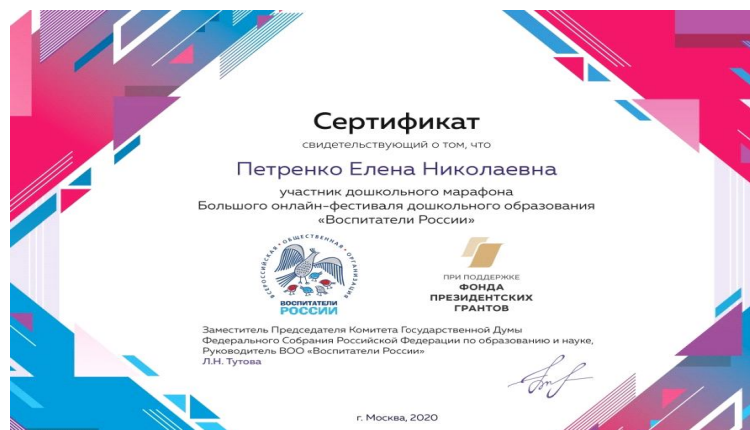 Сертификат
свидетельствующий о том, что
Петренко Елена Николаевна
участник дошкольного марафона
Большого онлайн-фестиваля дошкольного образования
«Воспитатели России»
ВСЕРОССИЙСКАЯ • ОБЩЕСТВЕННАЯ • ОРГАНИЗАЦИЯ
ВОСПИТАТЕЛИ
РОССИИ
ПРИ ПОДДЕРЖКЕ
ФОНДА
ПРЕЗИДЕНТСКИХ
ГРАНТОВ
Заместитель Председателя Комитета Государственной Думы
Федерального Собрания Российской Федерации по образованию и науке,
Руководитель ВОО «Воспитатели России»
Л.Н. Тутова
г. Москва, 2020